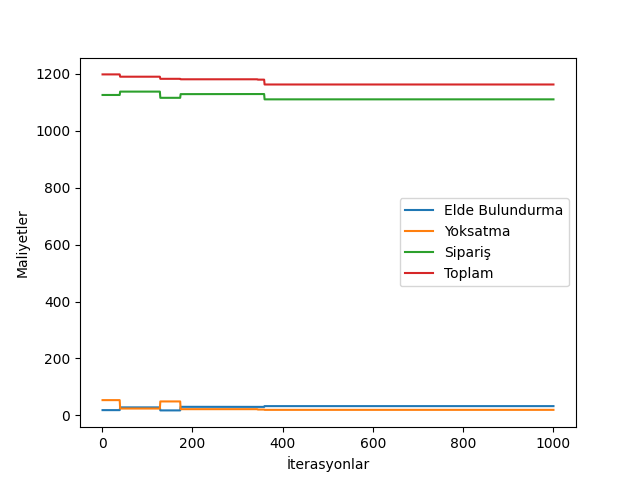 1200
1000
800
600
400
200
0
Maliyetler
Elde Bulundurma
Yoksatma
Sipariş
Toplam
0 200 400 600 800 1000
İterasyonlar